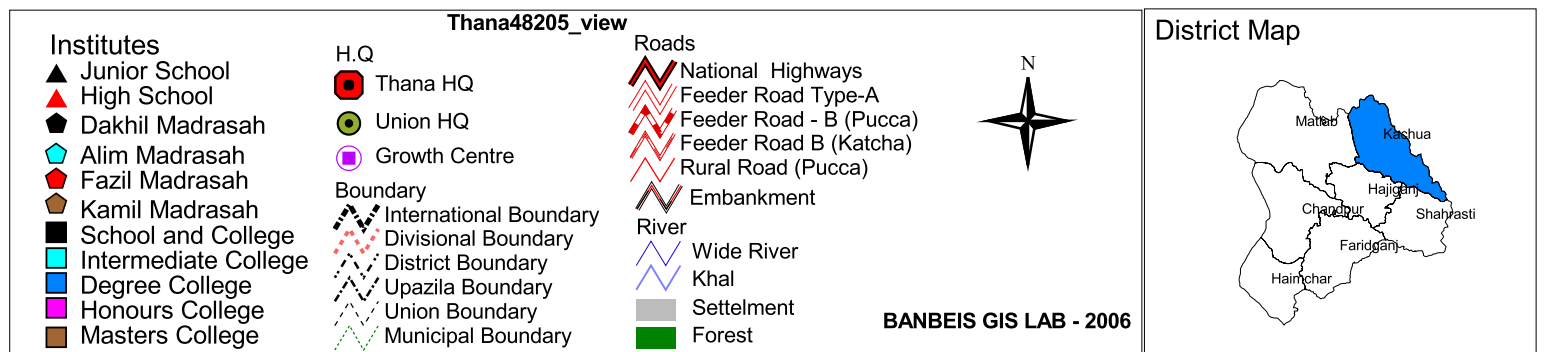 Thana48205_view
Institutes
Junior School
High School
Dakhil Madrasah
Alim Madrasah
Fazil Madrasah
Kamil Madrasah
School and College
Intermediate College
Degree College
Honours College
Masters College
H.Q
Thana HQ
Union HQ
Growth Centre
Boundary
International Boundary
Divisional Boundary
District Boundary
Upazila Boundary
Union Boundary
Municipal Boundary
Roads
National Highways
Feeder Road Type-A
Feeder Road - B (Pucca)
Feeder Road B (Katcha)
Rural Road (Pucca)
Embankment
River
Wide River
Khal
Settelment
Forest
N
BANBEIS GIS LAB - 2006
District Map
Matlab
Kachua
Hajiganj
Chandpur
Shahrasti
Faridganj
Haimchar